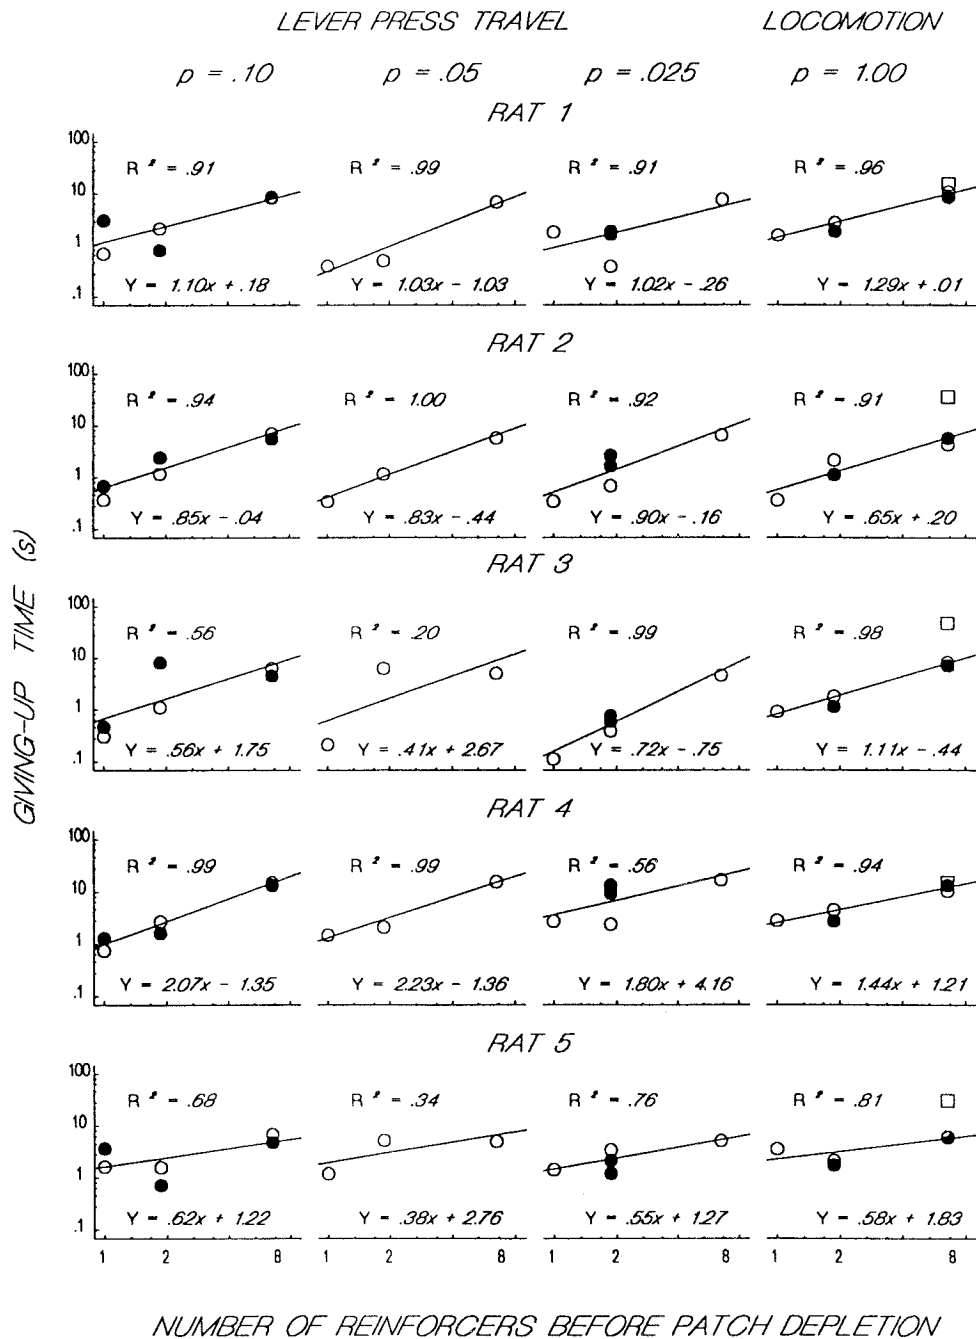 LEVER PRESS TRAVEL LOCOMOTION
p = .10 p = .05 p = .025 p = 1.00
RAT 1
100
10
1
.1
R² = .91 R² = .99 R² = .91 R² = .96
Y = 1.10x + .18 Y = 1.03x - 1.03 Y = 1.02x - .26 Y = 1.29x + .01
RAT 2
100
10
1
.1
R² = .94 R² = 1.00 R² = .92 R² = .91
Y = .85x - .04 Y = .83x - .44 Y = .90x - .16 Y = .65x + .20
GIVING-UP TIME (s)
RAT 3
100
10
1
.1
R² = .56 R² = .20 R² = .99 R² = .98
Y = .56x + 1.75 Y = .41x + 2.67 Y = .72x - .75 Y = 1.11x - .44
RAT 4
100
10
1
.1
R² = .99 R² = .99 R² = .56 R² = .94
Y = 2.07x - 1.35 Y = 2.23x - 1.36 Y = 1.80x + 4.16 Y = 1.44x + 1.21
RAT 5
100
10
1
.1
R² = .68 R² = .34 R² = .76 R² = .81
Y = .62x + 1.22 Y = .38x + 2.76 Y = .55x + 1.27 Y = .58x + 1.83
1 2 8 1 2 8 1 2 8 1 2 8
NUMBER OF REINFORCERS BEFORE PATCH DEPLETION